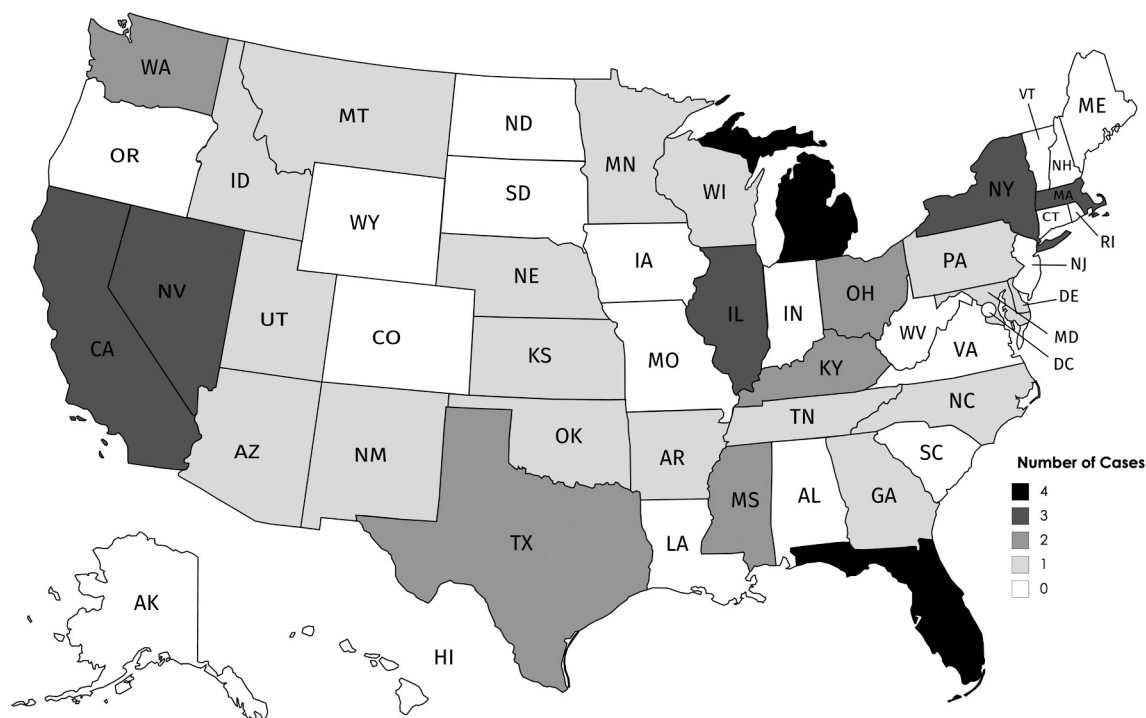 WA
MT
ND
VT
ME
OR
ID
MN
NH
SD
WI
NY
MA
WY
CT
RI
IA
PA
NJ
NE
NV
OH
DE
UT
IL
IN
CO
WV
MD
CA
KS
MO
VA
DC
KY
NC
TN
OK
AZ
NM
AR
SC
MS
AL
GA
TX
LA
Number of Cases
4
3
2
1
0
AK
HI